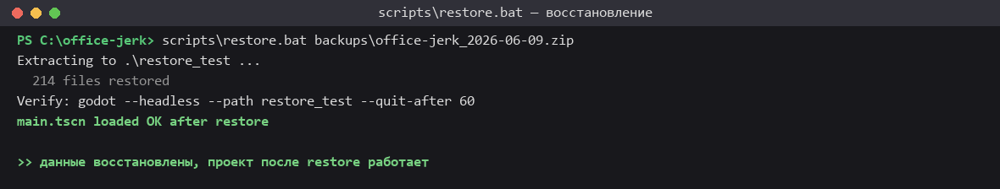 scripts\restore.bat — восстановление
PS C:\office-jerk> scripts\restore.bat backups\office-jerk_2026-06-09.zip
Extracting to .\restore_test ...
214 files restored
Verify: godot --headless --path restore_test --quit-after 60
main.tscn loaded OK after restore
>> данные восстановлены, проект после restore работает